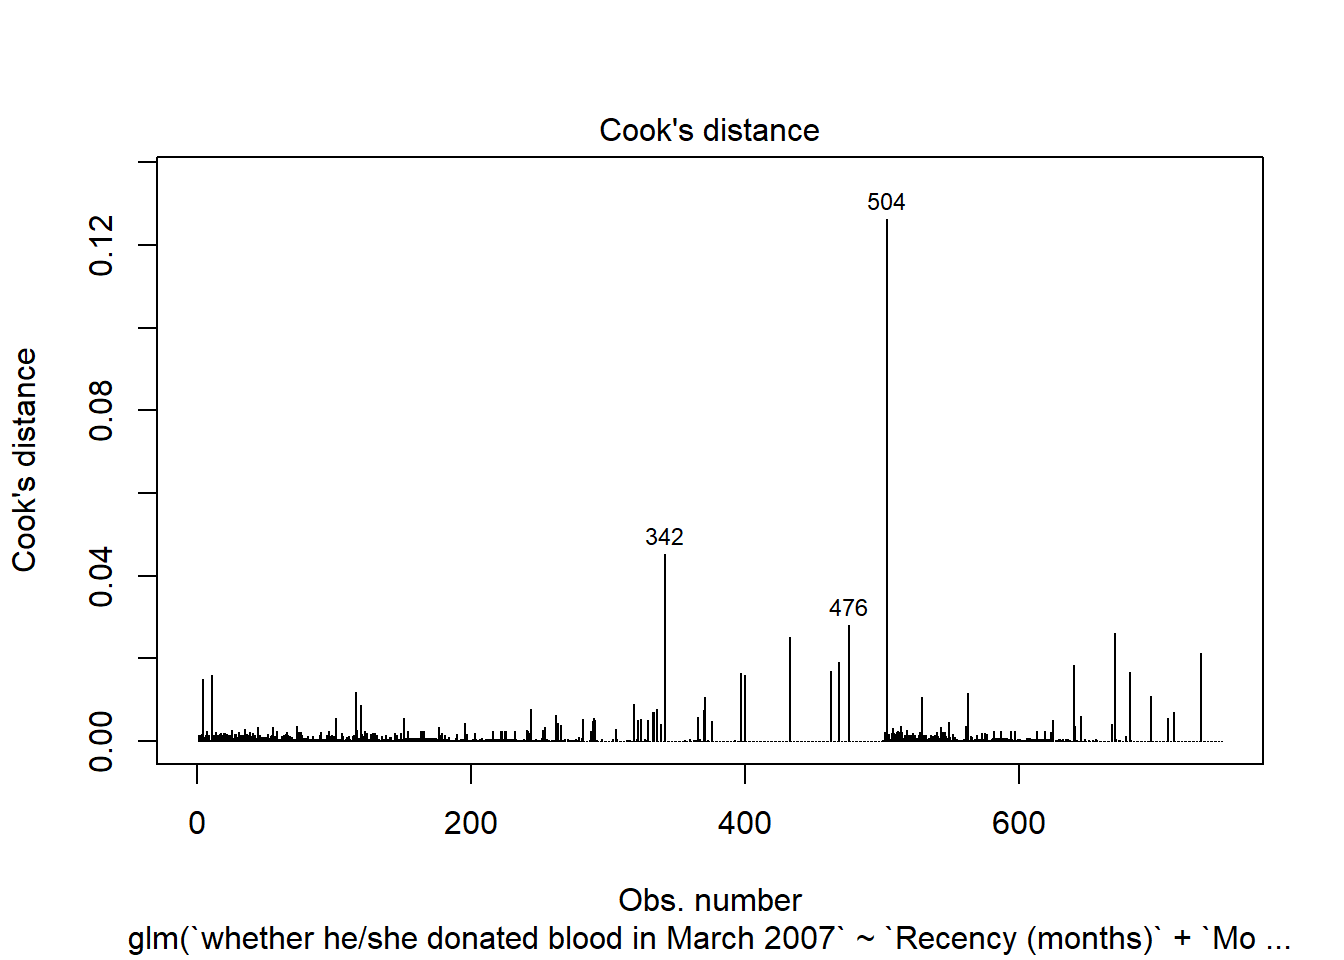 Cook's distance
504
342
476
Cook's distance
0.12
0.08
0.04
0.00
0 200 400 600
Obs. number
glm(`whether he/she donated blood in March 2007` ~ `Recency (months)` + `Mo ...